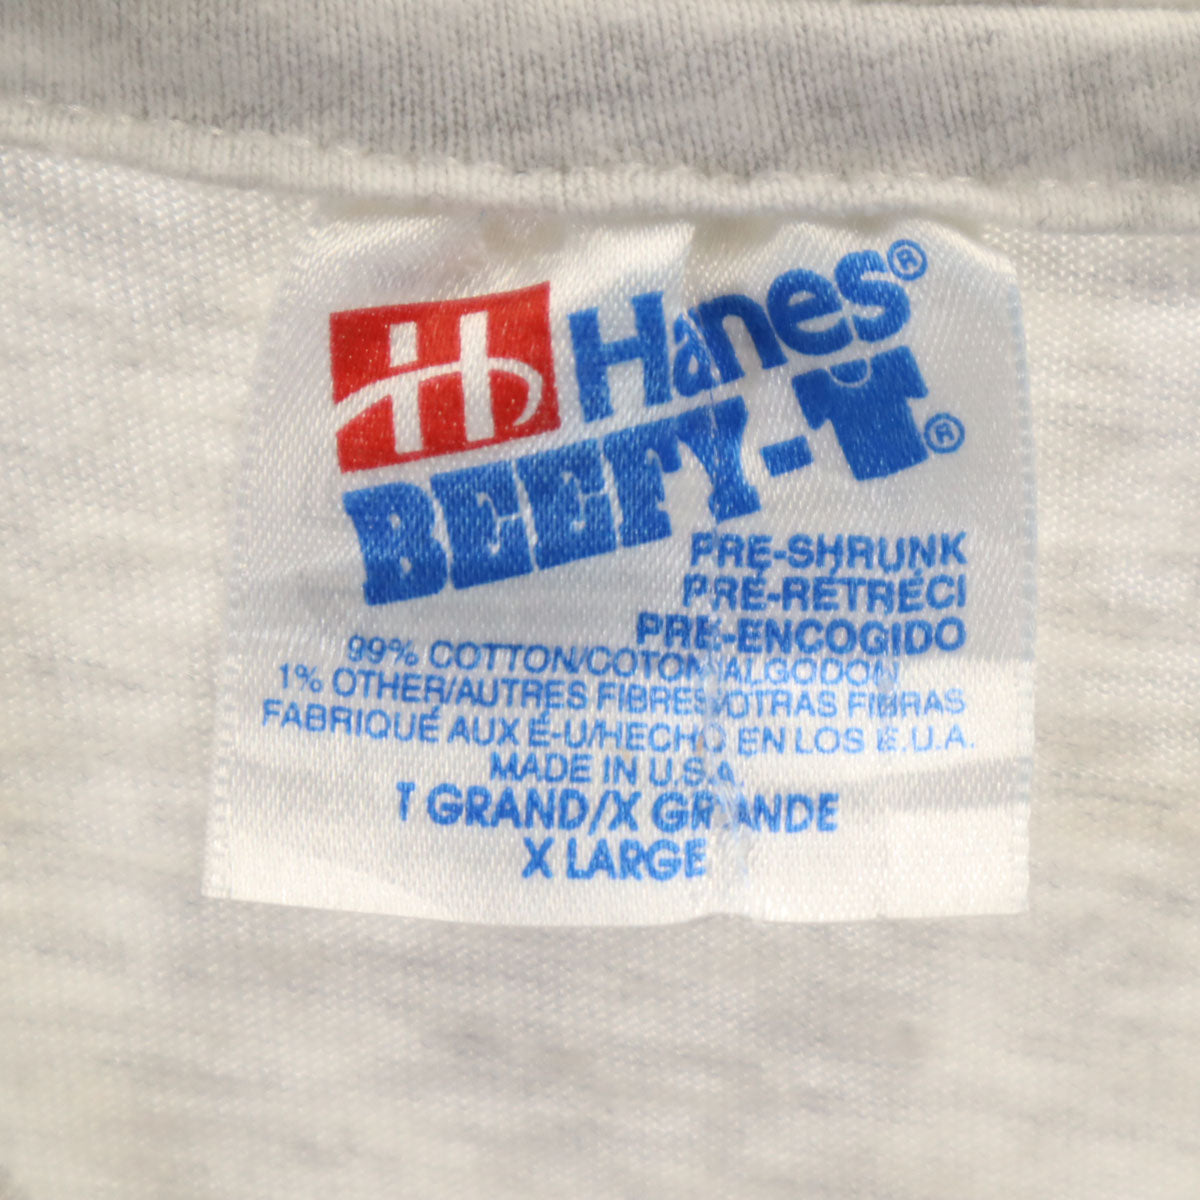 H Hanes®
BEEFY-T®
PRE-SHRUNK
PRÉ-RÉTRÉCI
PRE-ENCOGIDO
99% COTTON/COTON/ALGODON
1% OTHER/AUTRES FIBRES/OTRAS FIBRAS
FABRIQUÉ AUX É-U/HECHO EN LOS E.U.A.
MADE IN U.S.A.
T GRAND/X GRANDE
X LARGE